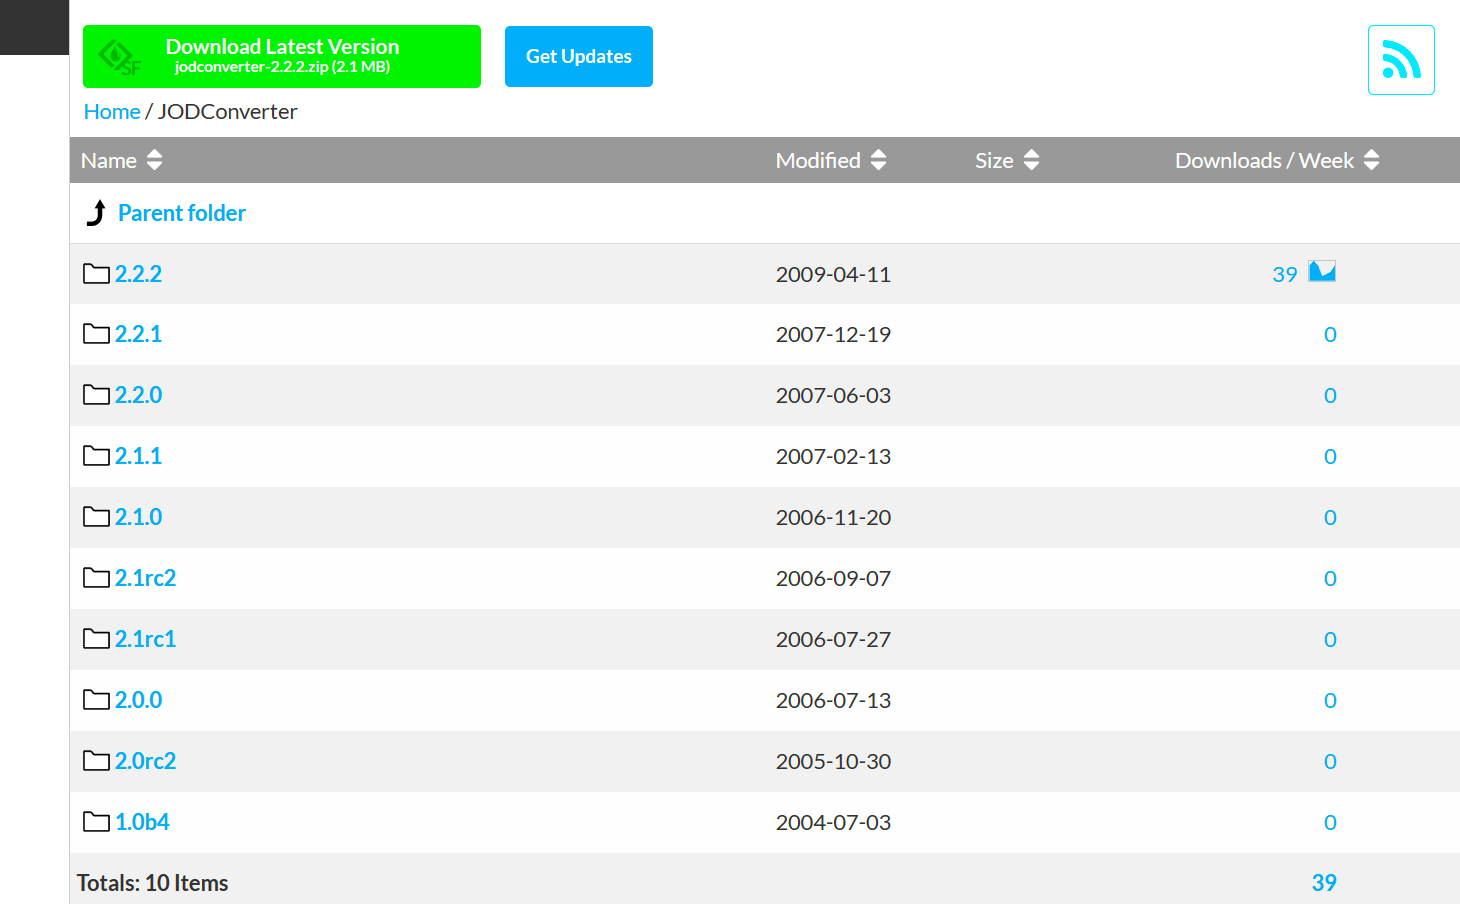 Download Latest Version
SF
jodconverter-2.2.2.zip (2.1 MB)
Get Updates
Home / JODConverter
Name Modified Size Downloads / Week
Parent folder
2.2.2 2009-04-11 39
2.2.1 2007-12-19 0
2.2.0 2007-06-03 0
2.1.1 2007-02-13 0
2.1.0 2006-11-20 0
2.1rc2 2006-09-07 0
2.1rc1 2006-07-27 0
2.0.0 2006-07-13 0
2.0rc2 2005-10-30 0
1.0b4 2004-07-03 0
Totals: 10 Items 39